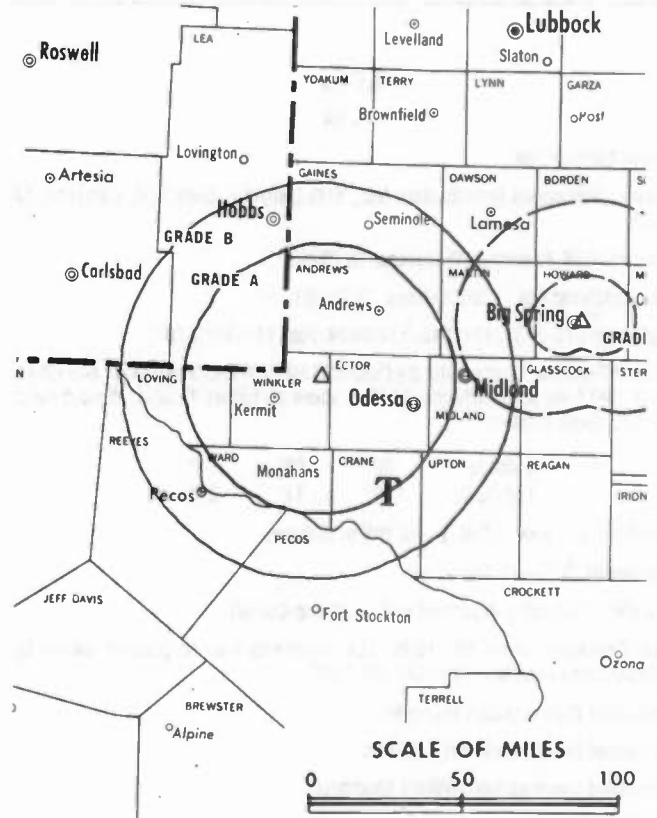 LEA
Levelland
Lubbock
Roswell
Slaton
YOAKUM TERRY LYNN GARZA
Brownfield
Post
Lovington
GAINES DAWSON BORDEN
Artesia
Hobbs
Seminole
Lamesa
GRADE B
GRADE A
Carlsbad
ANDREWS MARTIN HOWARD
Andrews
Big Spring
GRADE
LOVING WINKLER ECTOR GLASSCOCK STER
Kermit
Odessa
Midland
MIDLAND
REEVES
WARD Monahans CRANE UPTON REAGAN
Pecos
T
IRION
PECOS
JEFF DAVIS
CROCKETT
Fort Stockton
Ozona
TERRELL
BREWSTER
Alpine
SCALE OF MILES
0 50 100